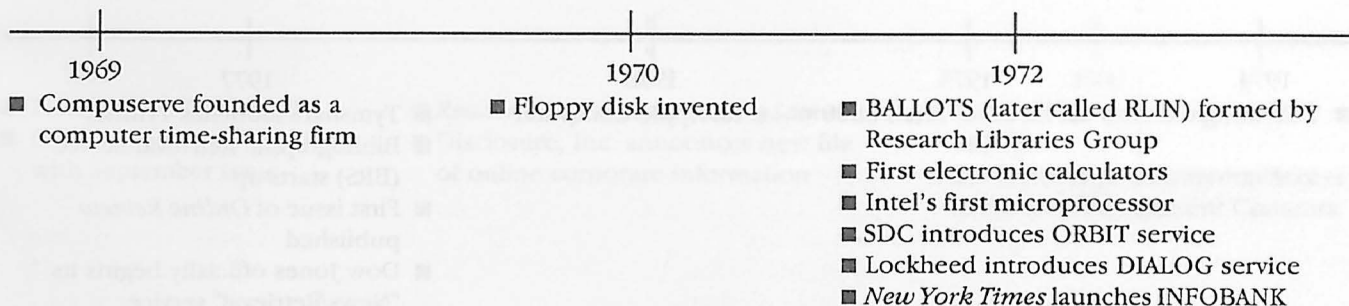 1969
■ Compuserve founded as a
computer time-sharing firm
1970
■ Floppy disk invented
1972
■ BALLOTS (later called RLIN) formed by
Research Libraries Group
■ First electronic calculators
■ Intel's first microprocessor
■ SDC introduces ORBIT service
■ Lockheed introduces DIALOG service
■ New York Times launches INFOBANK